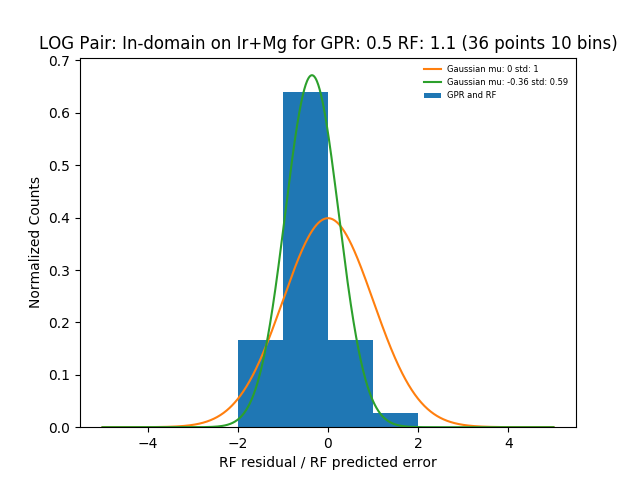 LOG Pair: In-domain on Ir+Mg for GPR: 0.5 RF: 1.1 (36 points 10 bins)
Gaussian mu: 0 std: 1
Gaussian mu: -0.36 std: 0.59
GPR and RF
Normalized Counts
0.7
0.6
0.5
0.4
0.3
0.2
0.1
0.0
−4 −2 0 2 4
RF residual / RF predicted error